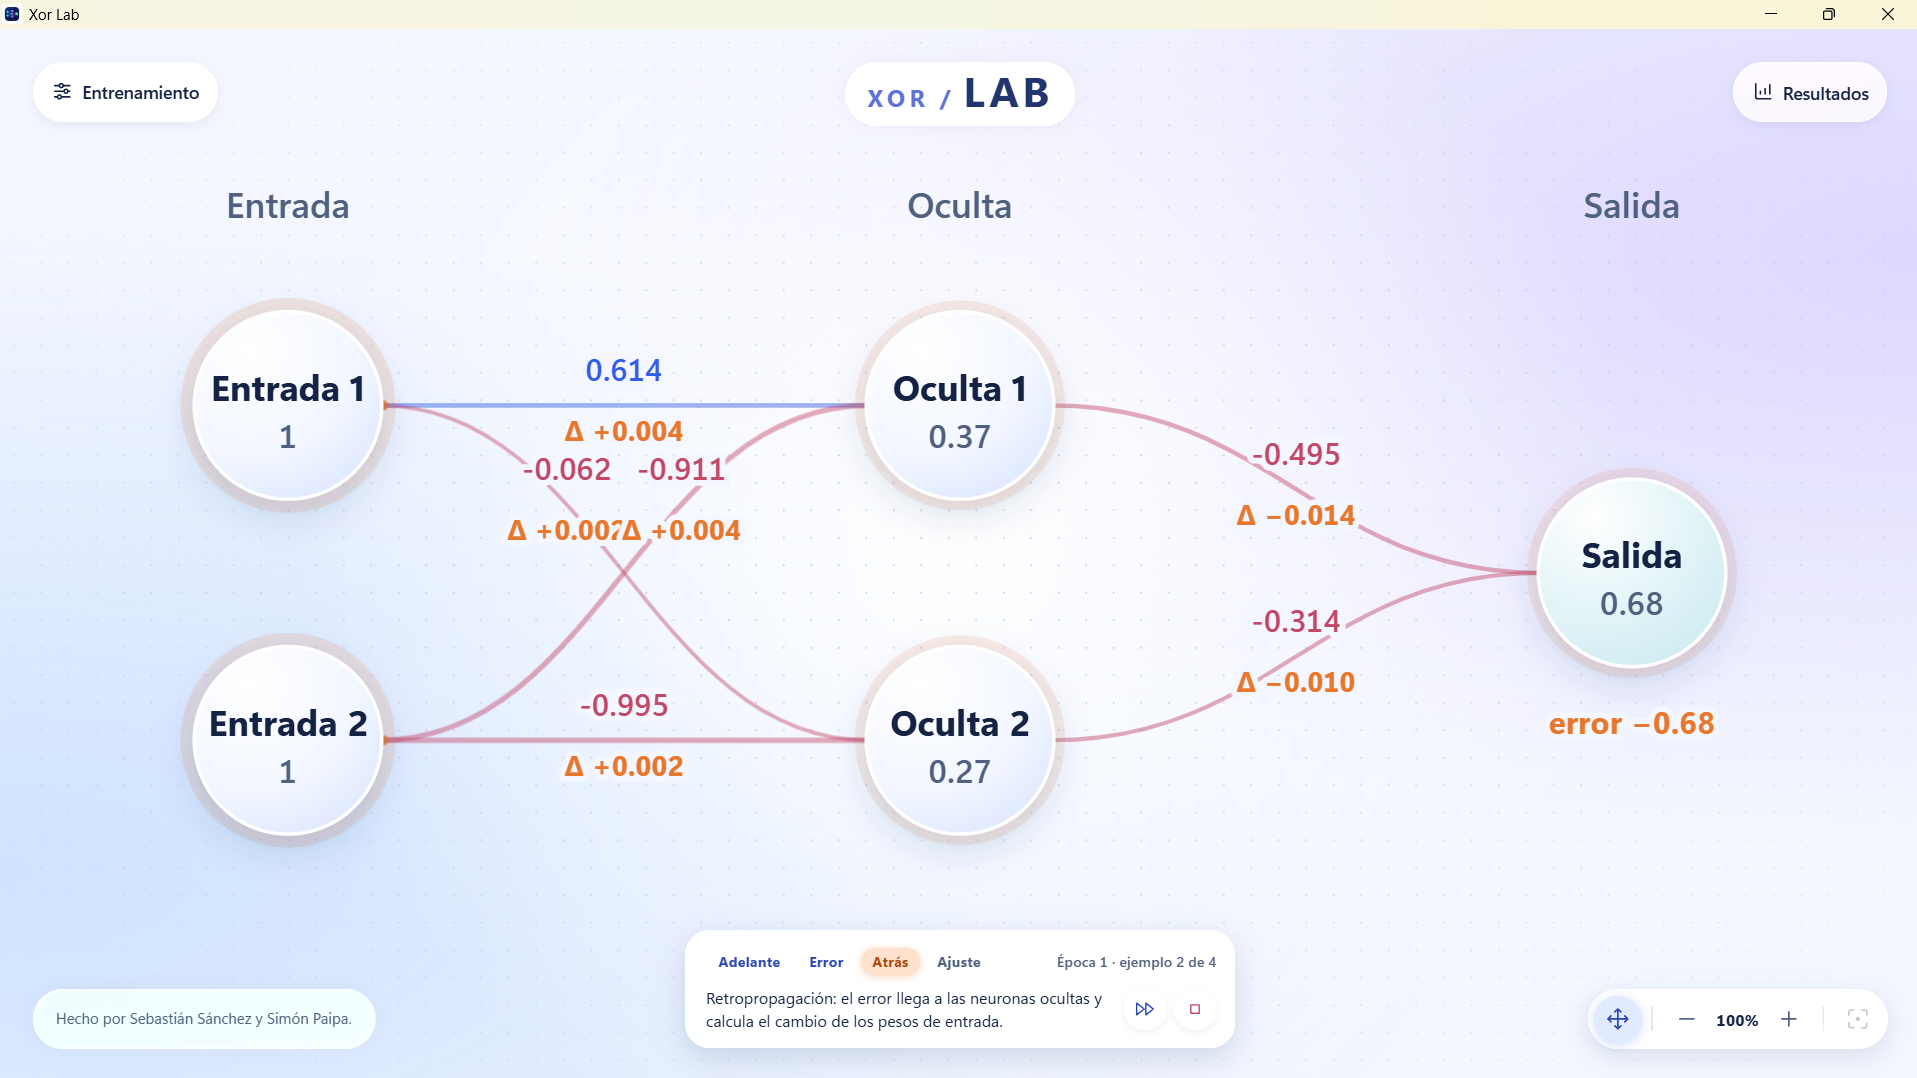 Xor Lab
Entrenamiento
XOR / LAB
Resultados
Entrada
Oculta
Salida
Entrada 1
1
0.614
Δ +0.004
-0.062
-0.911
Δ +0.002
Δ +0.004
Oculta 1
0.37
-0.495
Δ −0.014
Salida
0.68
error −0.68
-0.314
Δ −0.010
Entrada 2
1
-0.995
Δ +0.002
Oculta 2
0.27
Adelante
Error
Atrás
Ajuste
Época 1 · ejemplo 2 de 4
Retropropagación: el error llega a las neuronas ocultas y
calcula el cambio de los pesos de entrada.
Hecho por Sebastián Sánchez y Simón Paipa.
100%